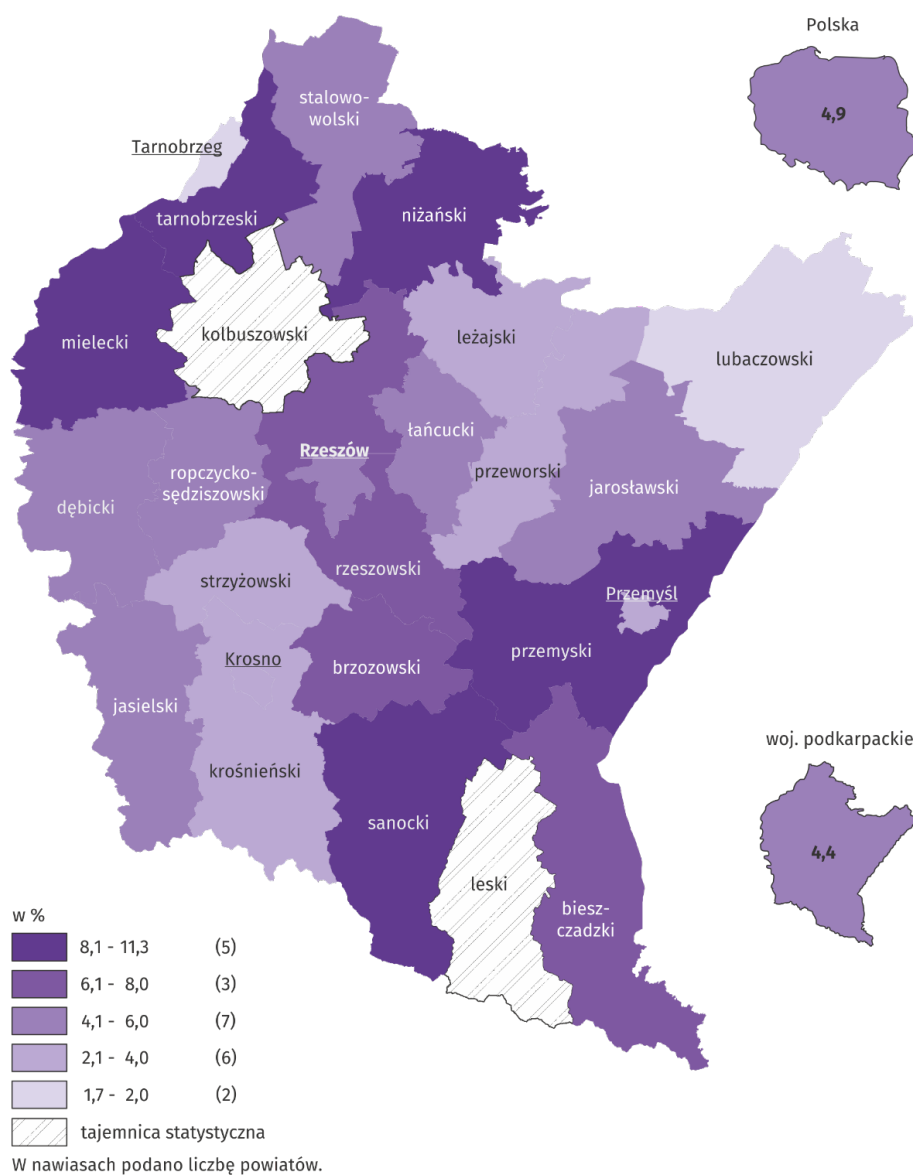 Polska
4,9
stalowo-
wolski
Tarnobrzeg
tarnobrzeski
niżański
mielecki
kolbuszowski
leżajski
lubaczowski
łańcucki
Rzeszów
ropczycko-
sędziszowski
przeworski
jarosławski
dębicki
strzyżowski
rzeszowski
Przemyśl
Krosno
brzozowski
przemyski
jasielski
krośnieński
woj. podkarpackie
4,4
sanocki
leski
biesz-
czadzki
w %
8,1 - 11,3 (5)
6,1 - 8,0 (3)
4,1 - 6,0 (7)
2,1 - 4,0 (6)
1,7 - 2,0 (2)
tajemnica statystyczna
W nawiasach podano liczbę powiatów.